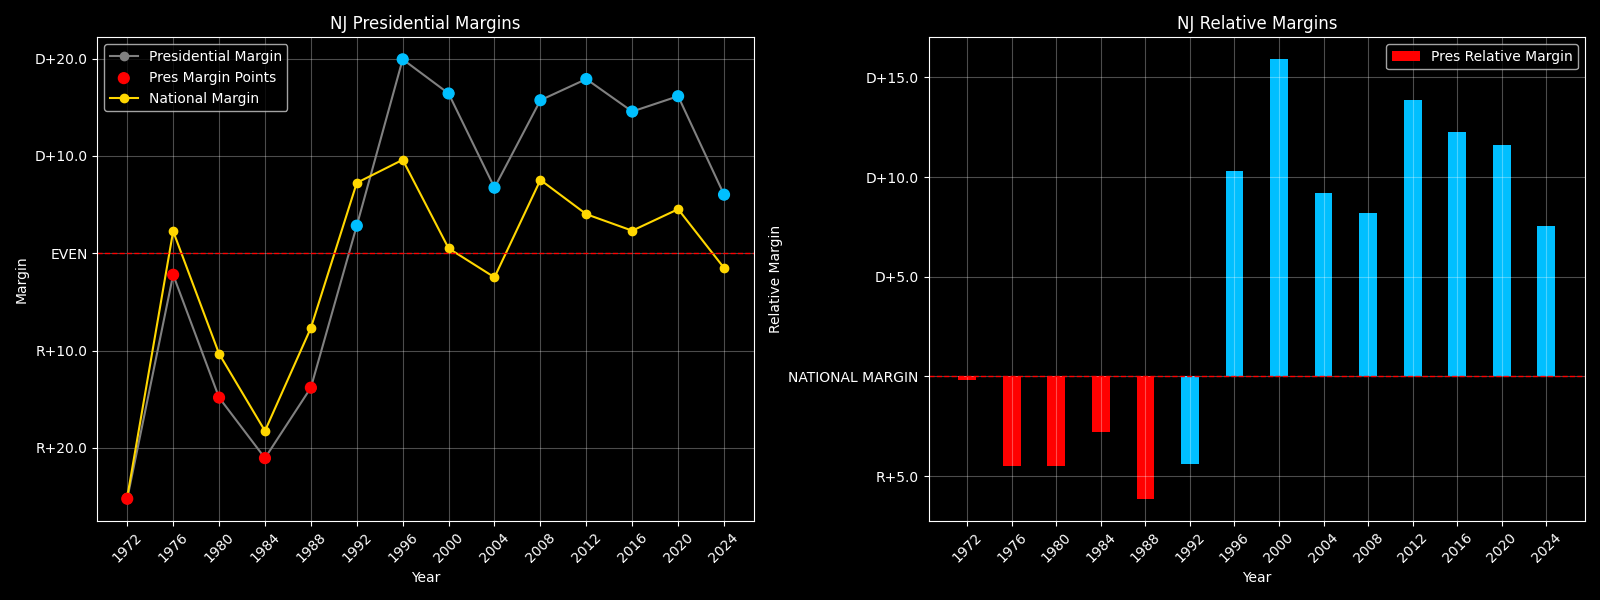 NJ Presidential Margins
Presidential Margin
Pres Margin Points
National Margin
D+20.0
D+10.0
EVEN
R+10.0
R+20.0
Margin
1972
1976
1980
1984
1988
1992
1996
2000
2004
2008
2012
2016
2020
2024
Year
NJ Relative Margins
Pres Relative Margin
D+15.0
D+10.0
D+5.0
NATIONAL MARGIN
R+5.0
Relative Margin
1972
1976
1980
1984
1988
1992
1996
2000
2004
2008
2012
2016
2020
2024
Year